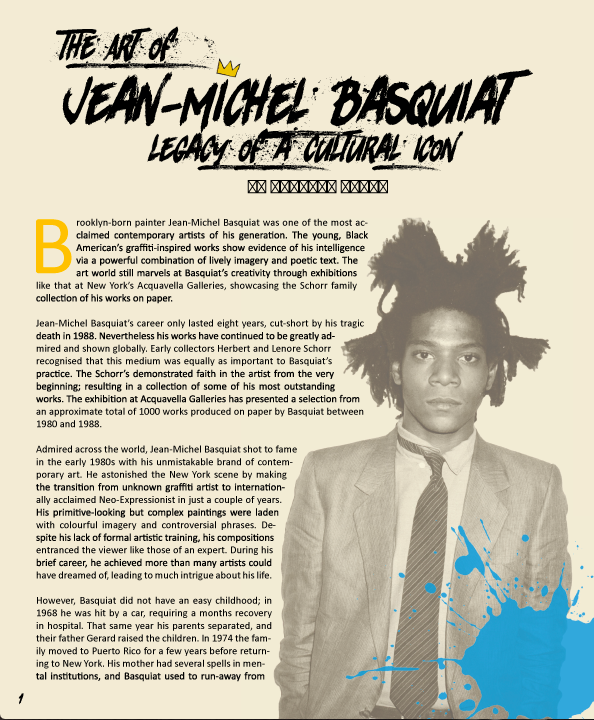 THE ART OF
JEAN-MICHEL BASQUIAT
LEGACY OF A CULTURAL ICON
Brooklyn-born painter Jean-Michel Basquiat was one of the most ac-
claimed contemporary artists of his generation. The young, Black
American's graffiti-inspired works show evidence of his intelligence
via a powerful combination of lively imagery and poetic text. The
art world still marvels at Basquiat's creativity through exhibitions
like that at New York's Acquavella Galleries, showcasing the Schorr family
collection of his works on paper.
Jean-Michel Basquiat's career only lasted eight years, cut-short by his tragic
death in 1988. Nevertheless his works have continued to be greatly ad-
mired and shown globally. Early collectors Herbert and Lenore Schorr
recognised that this medium was equally as important to Basquiat's
practice. The Schorr's demonstrated faith in the artist from the very
beginning; resulting in a collection of some of his most outstanding
works. The exhibition at Acquavella Galleries has presented a selection from
an approximate total of 1000 works produced on paper by Basquiat between
1980 and 1988.
Admired across the world, Jean-Michel Basquiat shot to fame
in the early 1980s with his unmistakable brand of contem-
porary art. He astonished the New York scene by making
the transition from unknown graffiti artist to internation-
ally acclaimed Neo-Expressionist in just a couple of years.
His primitive-looking but complex paintings were laden
with colourful imagery and controversial phrases. De-
spite his lack of formal artistic training, his compositions
entranced the viewer like those of an expert. During his
brief career, he achieved more than many artists could
have dreamed of, leading to much intrigue about his life.
However, Basquiat did not have an easy childhood; in
1968 he was hit by a car, requiring a months recovery
in hospital. That same year his parents separated, and
their father Gerard raised the children. In 1974 the fam-
ily moved to Puerto Rico for a few years before return-
ing to New York. His mother had several spells in men-
tal institutions, and Basquiat used to run-away from
1